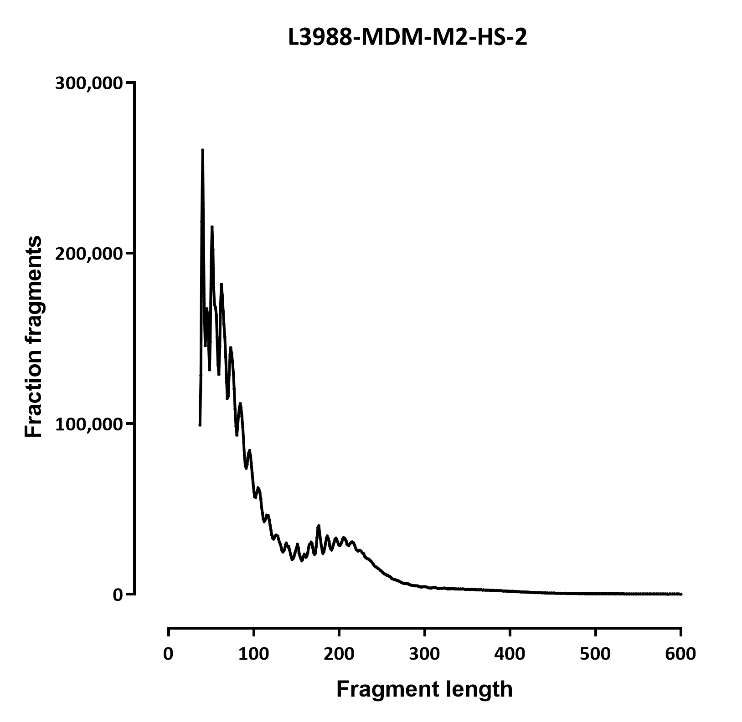 L3988-MDM-M2-HS-2
300,000
200,000
100,000
0
Fraction fragments
0 100 200 300 400 500 600
Fragment length